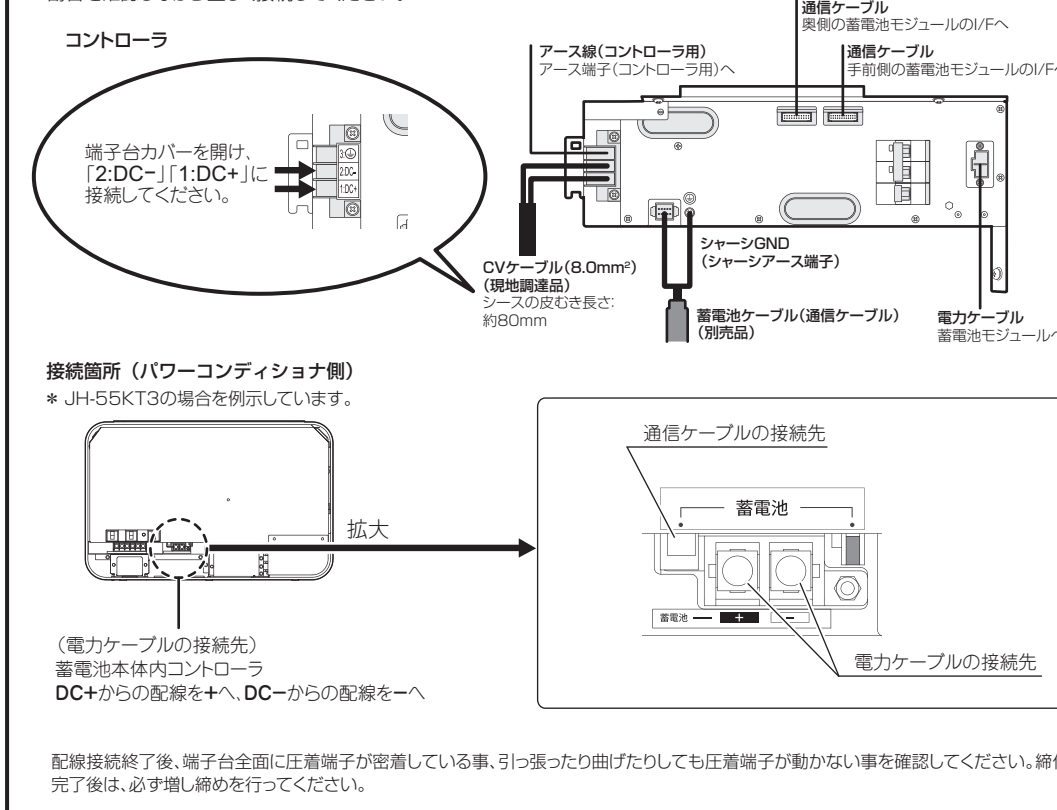 通信ケーブル
奥側の蓄電池モジュールのI/Fへ
コントローラ
アース線(コントローラ用)
アース端子(コントローラ用)へ
通信ケーブル
手前側の蓄電池モジュールのI/Fへ
端子台カバーを開け、
「2:DC−」「1:DC+」に
接続してください。
3:⏚
2:DC-
1:DC+
シャーシGND
(シャーシアース端子)
CVケーブル(8.0mm²)
(現地調達品)
シースの皮むき長さ:
約80mm
蓄電池ケーブル(通信ケーブル)
(別売品)
電力ケーブル
蓄電池モジュールへ
接続箇所(パワーコンディショナ側)
* JH-55KT3の場合を例示しています。
通信ケーブルの接続先
蓄電池
拡大
蓄電池 + −
(電力ケーブルの接続先)
蓄電池本体内コントローラ
DC+からの配線を+へ、DC−からの配線を−へ
電力ケーブルの接続先
配線接続終了後、端子台全面に圧着端子が密着している事、引っ張ったり曲げたりしても圧着端子が動かない事を確認してください。締付
完了後は、必ず増し締めを行ってください。